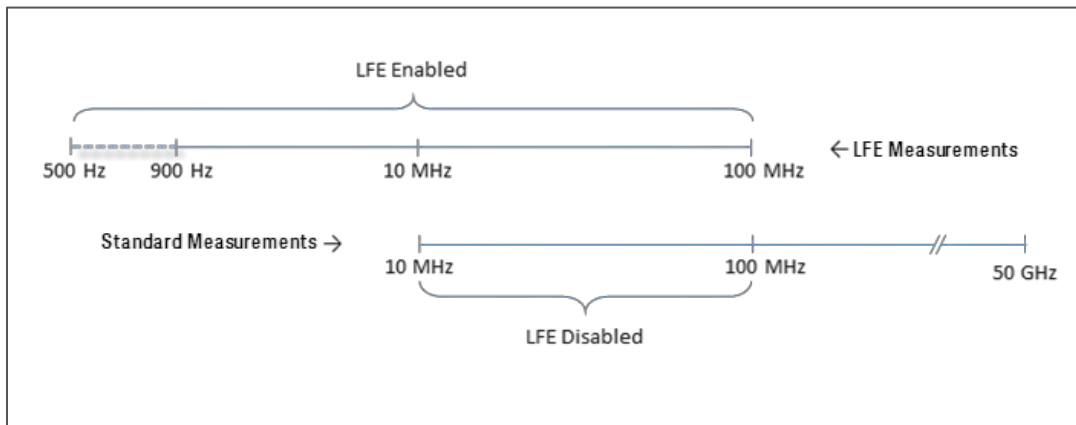 LFE Enabled
500 Hz 900 Hz 10 MHz 100 MHz ← LFE Measurements
Standard Measurements →
10 MHz 100 MHz 50 GHz
LFE Disabled